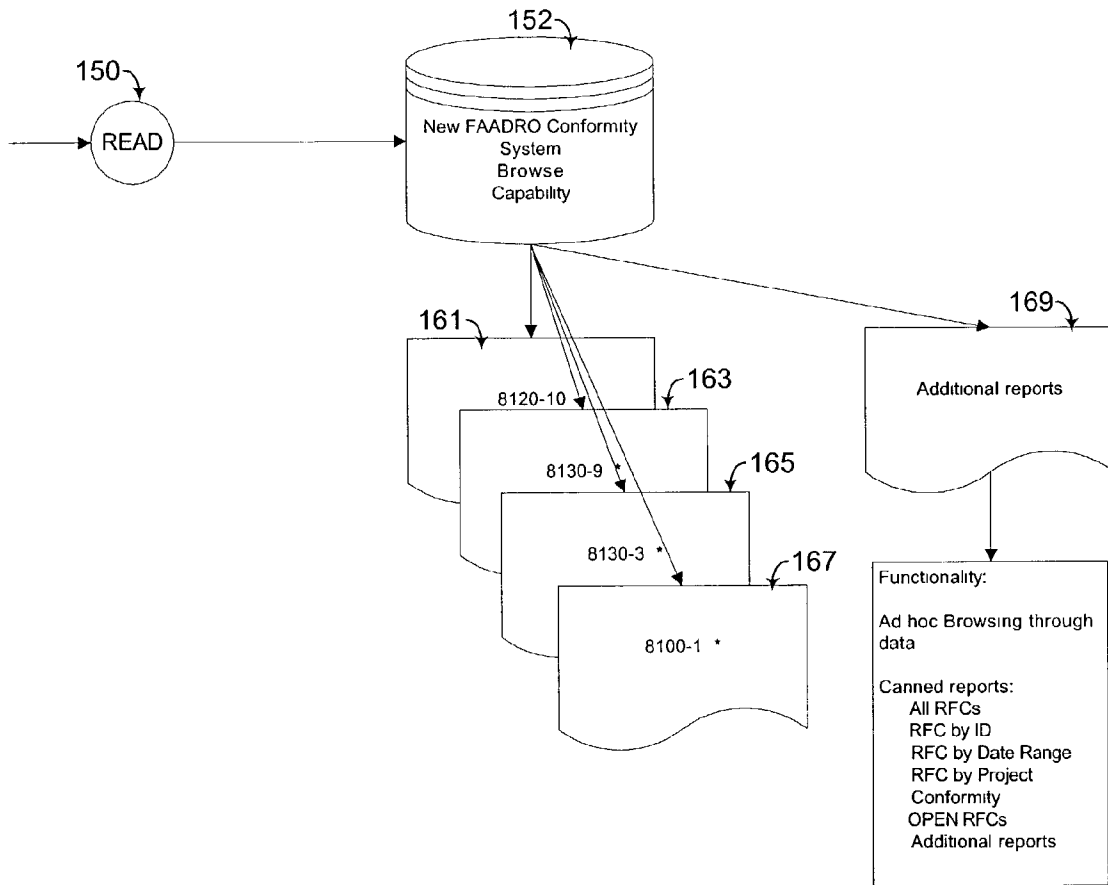 152
150
READ
New FAADRO Conformity
System
Browse
Capability
161
8120-10
163
8130-9 *
165
8130-3 *
167
8100-1 *
169
Additional reports
Functionality:
Ad hoc Browsing through
data
Canned reports:
All RFCs
RFC by ID
RFC by Date Range
RFC by Project
Conformity
OPEN RFCs
Additional reports